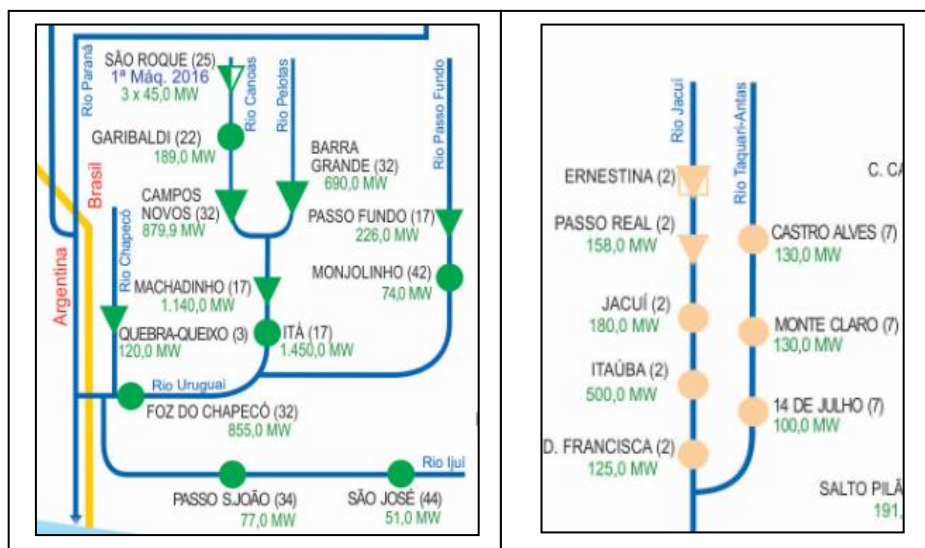 Rio Paraná
Brasil
Argentina
SÃO ROQUE (25)
1ª Máq. 2016
3 x 45,0 MW
Rio Canoas
Rio Pelotas
Rio Passo Fundo
GARIBALDI (22)
189,0 MW
BARRA
GRANDE (32)
690,0 MW
CAMPOS
NOVOS (32)
879,9 MW
PASSO FUNDO (17)
226,0 MW
Rio Chapecó
MACHADINHO (17)
1.140,0 MW
MONJOLINHO (42)
74,0 MW
QUEBRA-QUEIXO (3)
120,0 MW
ITÁ (17)
1.450,0 MW
Rio Uruguai
FOZ DO CHAPECÓ (32)
855,0 MW
Rio Ijuí
PASSO S.JOÃO (34)
77,0 MW
SÃO JOSÉ (44)
51,0 MW
Rio Jacuí
Rio Taquari-Antas
ERNESTINA (2)
C. CA
PASSO REAL (2)
158,0 MW
CASTRO ALVES (7)
130,0 MW
JACUÍ (2)
180,0 MW
MONTE CLARO (7)
130,0 MW
ITAÚBA (2)
500,0 MW
14 DE JULHO (7)
100,0 MW
D. FRANCISCA (2)
125,0 MW
SALTO PILÃ
191,